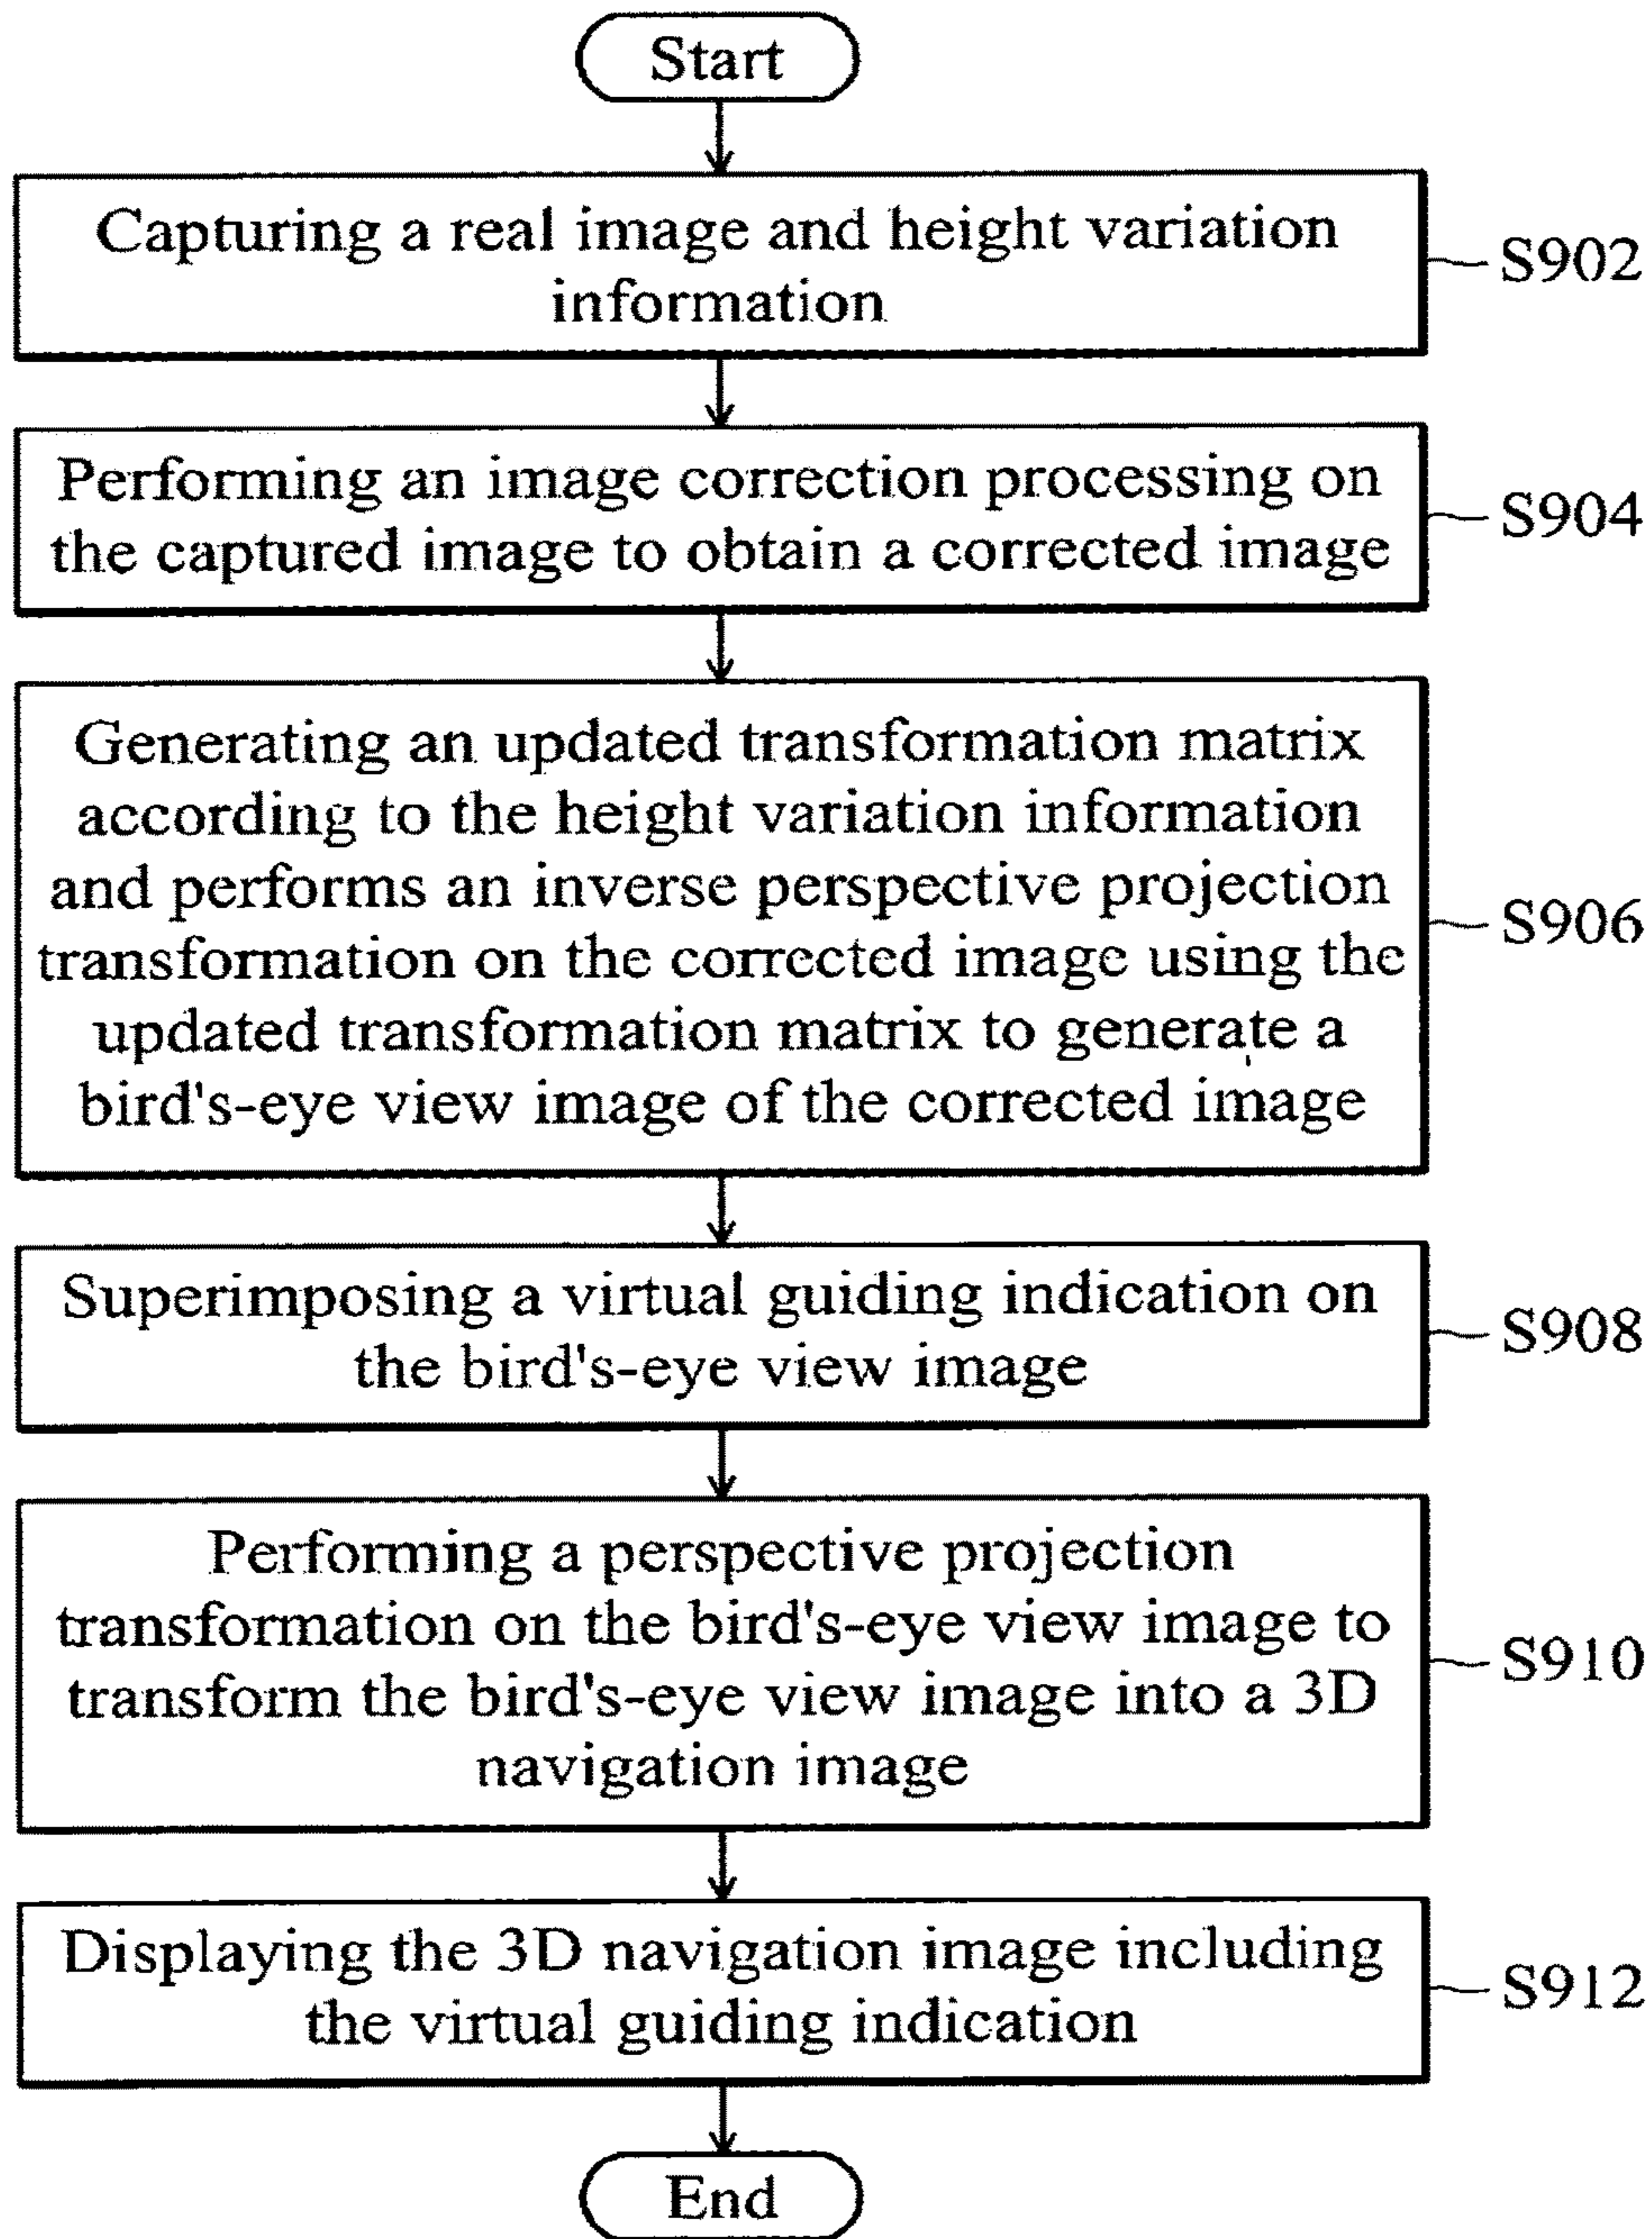 Start
Capturing a real image and height variation
information
S902
Performing an image correction processing on
the captured image to obtain a corrected image
S904
Generating an updated transformation matrix
according to the height variation information
and performs an inverse perspective projection
transformation on the corrected image using the
updated transformation matrix to generate a
bird's-eye view image of the corrected image
S906
Superimposing a virtual guiding indication on
the bird's-eye view image
S908
Performing a perspective projection
transformation on the bird's-eye view image to
transform the bird's-eye view image into a 3D
navigation image
S910
Displaying the 3D navigation image including
the virtual guiding indication
S912
End